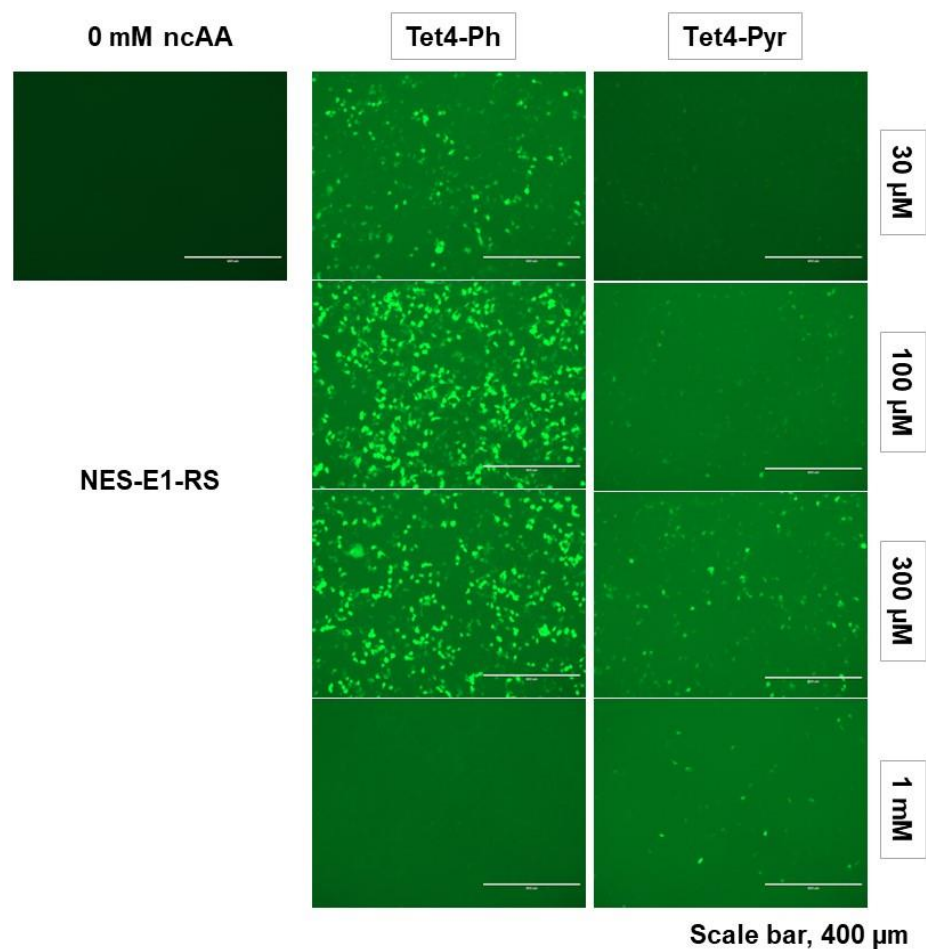 0 mM ncAA
Tet4-Ph
Tet4-Pyr
30 µM
100 µM
NES-E1-RS
300 µM
1 mM
Scale bar, 400 µm